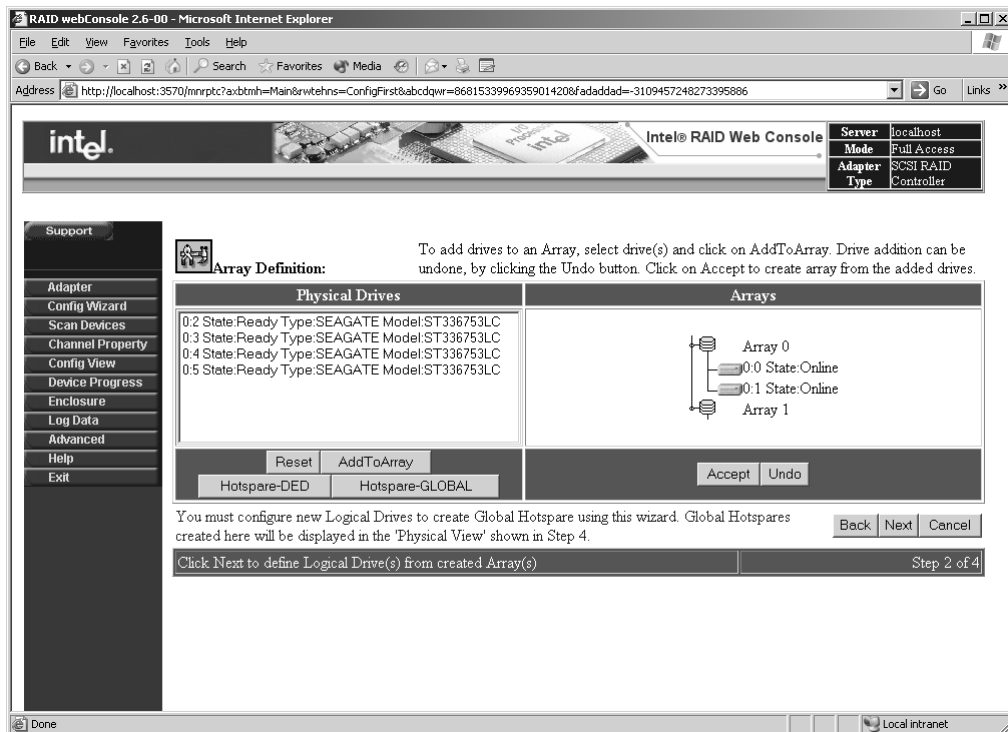 RAID webConsole 2.6-00 - Microsoft Internet Explorer
File Edit View Favorites Tools Help
Back Search Favorites Media
Address http://localhost:3570/mnrptc?axbtmh=Main&rwtehns=ConfigFirst&abcdqwr=8681533996935901420&fadaddad=-3109457248273395886 Go Links »
intel.
I/O Processor intel
Intel® RAID Web Console
Server localhost
Mode Full Access
Adapter Type SCSI RAID Controller
Support
Adapter
Config Wizard
Scan Devices
Channel Property
Config View
Device Progress
Enclosure
Log Data
Advanced
Help
Exit
Array Definition:
To add drives to an Array, select drive(s) and click on AddToArray. Drive addition can be
undone, by clicking the Undo button. Click on Accept to create array from the added drives.
Physical Drives
0:2 State:Ready Type:SEAGATE Model:ST336753LC
0:3 State:Ready Type:SEAGATE Model:ST336753LC
0:4 State:Ready Type:SEAGATE Model:ST336753LC
0:5 State:Ready Type:SEAGATE Model:ST336753LC
Reset AddToArray
Hotspare-DED Hotspare-GLOBAL
Arrays
Array 0
0:0 State:Online
0:1 State:Online
Array 1
Accept Undo
You must configure new Logical Drives to create Global Hotspare using this wizard. Global Hotspares
created here will be displayed in the 'Physical View' shown in Step 4.
Back Next Cancel
Click Next to define Logical Drive(s) from created Array(s) Step 2 of 4
Done Local intranet